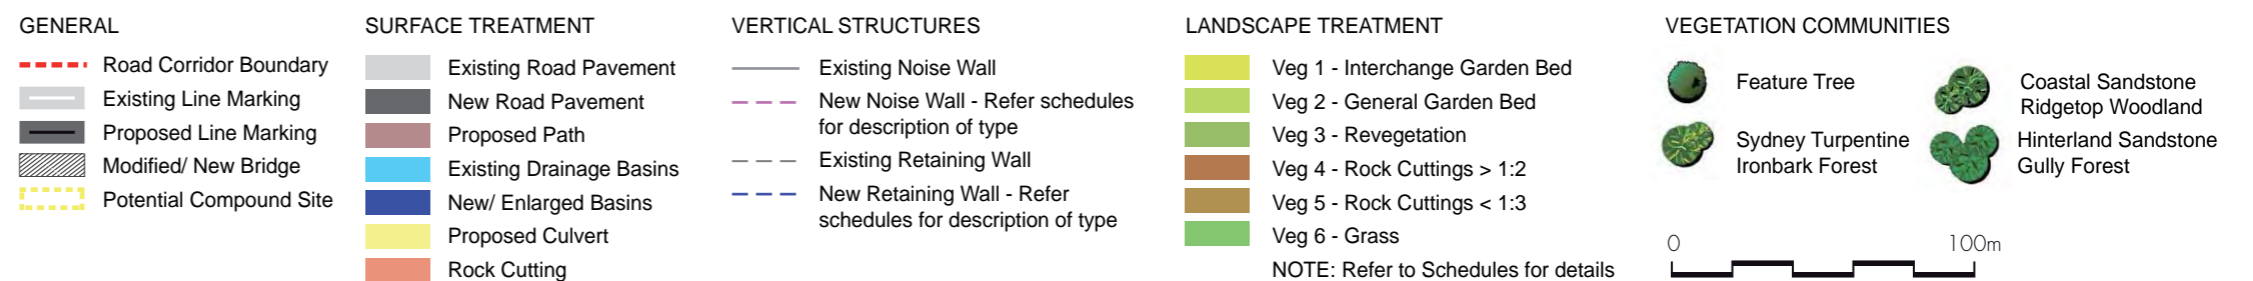 GENERAL
Road Corridor Boundary
Existing Line Marking
Proposed Line Marking
Modified/ New Bridge
Potential Compound Site
SURFACE TREATMENT
Existing Road Pavement
New Road Pavement
Proposed Path
Existing Drainage Basins
New/ Enlarged Basins
Proposed Culvert
Rock Cutting
VERTICAL STRUCTURES
Existing Noise Wall
New Noise Wall - Refer schedules
for description of type
Existing Retaining Wall
New Retaining Wall - Refer
schedules for description of type
LANDSCAPE TREATMENT
Veg 1 - Interchange Garden Bed
Veg 2 - General Garden Bed
Veg 3 - Revegetation
Veg 4 - Rock Cuttings > 1:2
Veg 5 - Rock Cuttings < 1:3
Veg 6 - Grass
NOTE: Refer to Schedules for details
VEGETATION COMMUNITIES
Feature Tree
Sydney Turpentine
Ironbark Forest
Coastal Sandstone
Ridgetop Woodland
Hinterland Sandstone
Gully Forest
0 100m